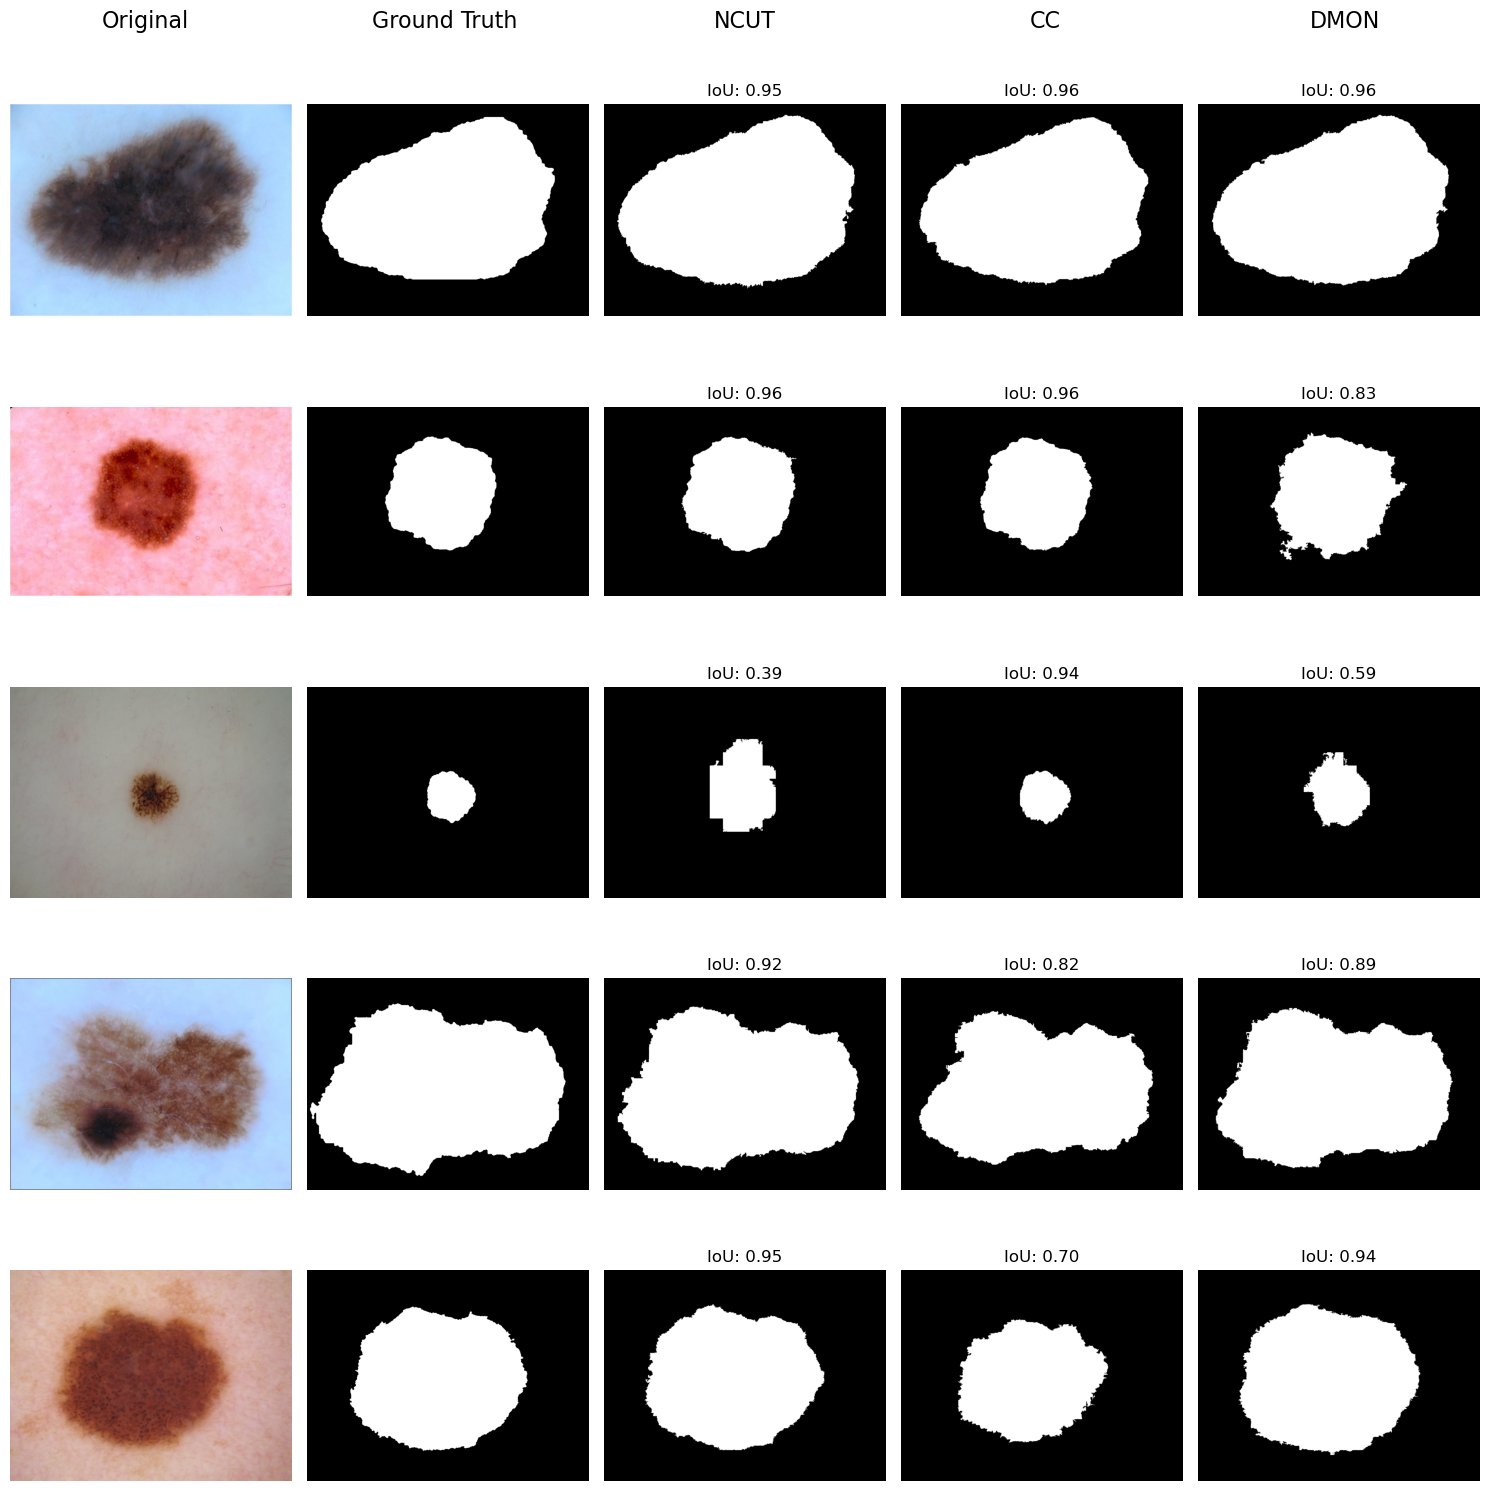 Original Ground Truth NCUT CC DMON
IoU: 0.95 IoU: 0.96 IoU: 0.96
IoU: 0.96 IoU: 0.96 IoU: 0.83
IoU: 0.39 IoU: 0.94 IoU: 0.59
IoU: 0.92 IoU: 0.82 IoU: 0.89
IoU: 0.95 IoU: 0.70 IoU: 0.94